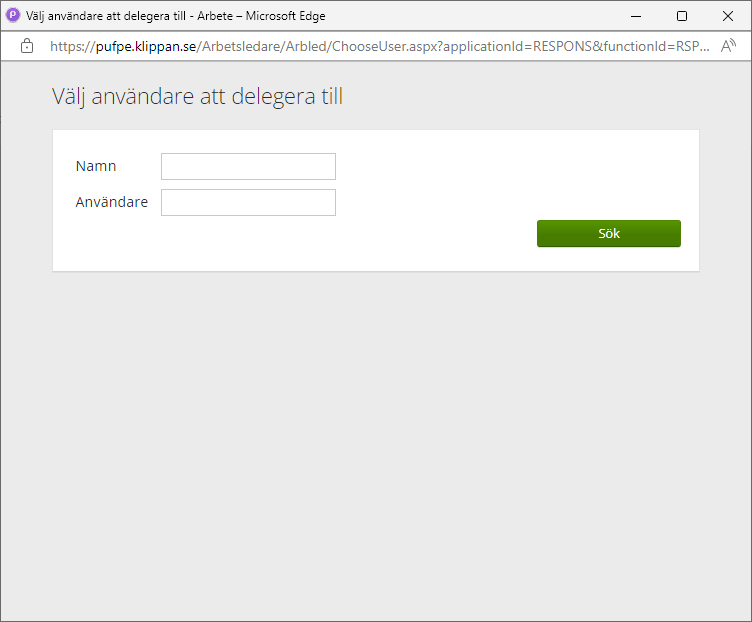 P Välj användare att delegera till - Arbete – Microsoft Edge
https://pufpe.klippan.se/Arbetsledare/Arbled/ChooseUser.aspx?applicationId=RESPONS&functionId=RSP... A
Välj användare att delegera till
Namn
Användare
Sök